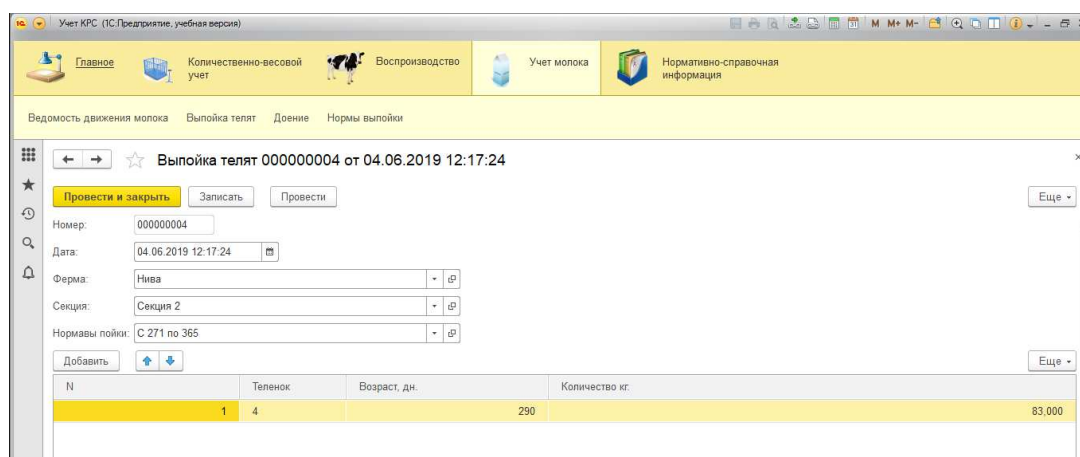 Учет КРС (1С:Предприятие, учебная версия) M M+ M-
Главное Количественно-весовой учет Воспроизводство Учет молока Нормативно-справочная информация
Ведомость движения молока Выпойка телят Доение Нормы выпойки
Выпойка телят 000000004 от 04.06.2019 12:17:24
Провести и закрыть Записать Провести Еще
Номер: 000000004
Дата: 04.06.2019 12:17:24
Ферма: Нива
Секция: Секция 2
Нормавы пойки: С 271 по 365
Добавить Еще
N Теленок Возраст, дн. Количество кг.
1 4 290 83,000